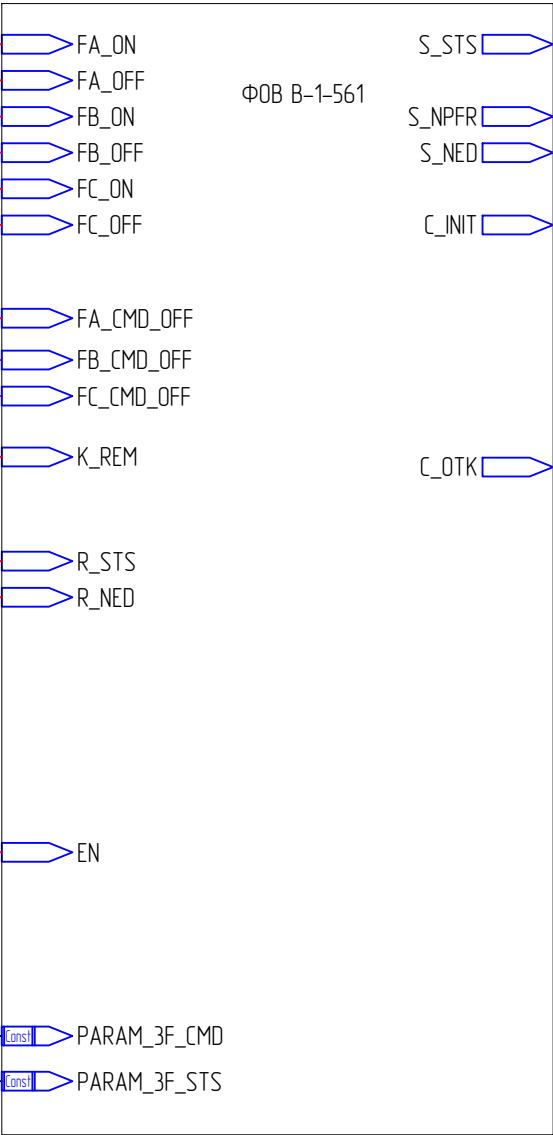 FA_ON
S_STS
FA_OFF
ФОВ В-1-561
FB_ON
S_NPFR
FB_OFF
S_NED
FC_ON
FC_OFF
C_INIT
FA_CMD_OFF
FB_CMD_OFF
FC_CMD_OFF
K_REM
C_OTK
R_STS
R_NED
EN
Const
PARAM_3F_CMD
Const
PARAM_3F_STS